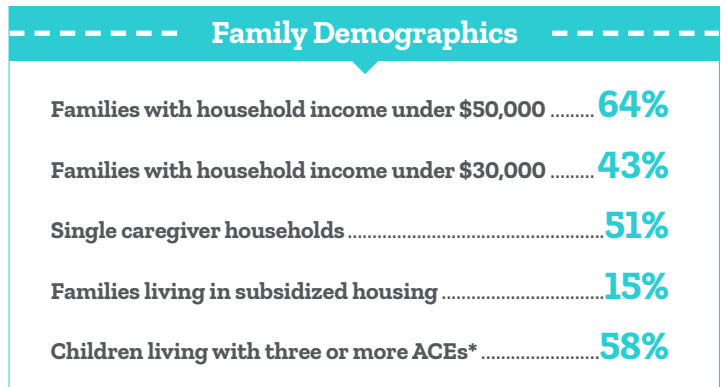 Family Demographics
Families with household income under $50,000 ......... 64%
Families with household income under $30,000 ......... 43%
Single caregiver households ...................................................... 51%
Families living in subsidized housing .................................. 15%
Children living with three or more ACEs* ......................... 58%